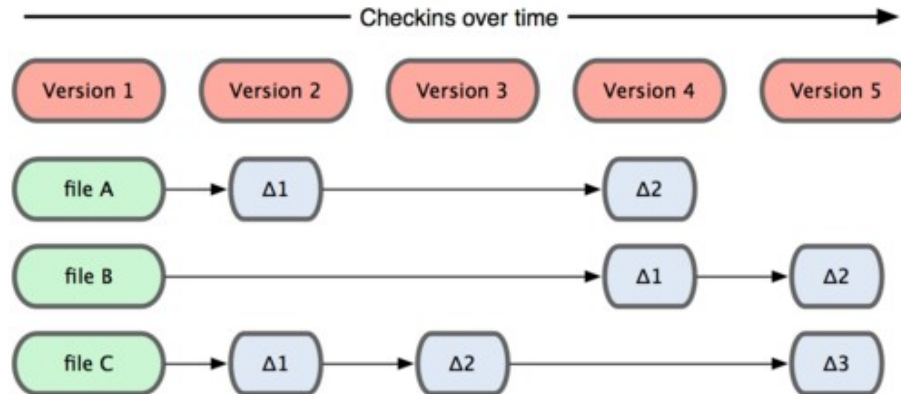 Checkins over time
Version 1 Version 2 Version 3 Version 4 Version 5
file A Δ1 Δ2
file B Δ1 Δ2
file C Δ1 Δ2 Δ3